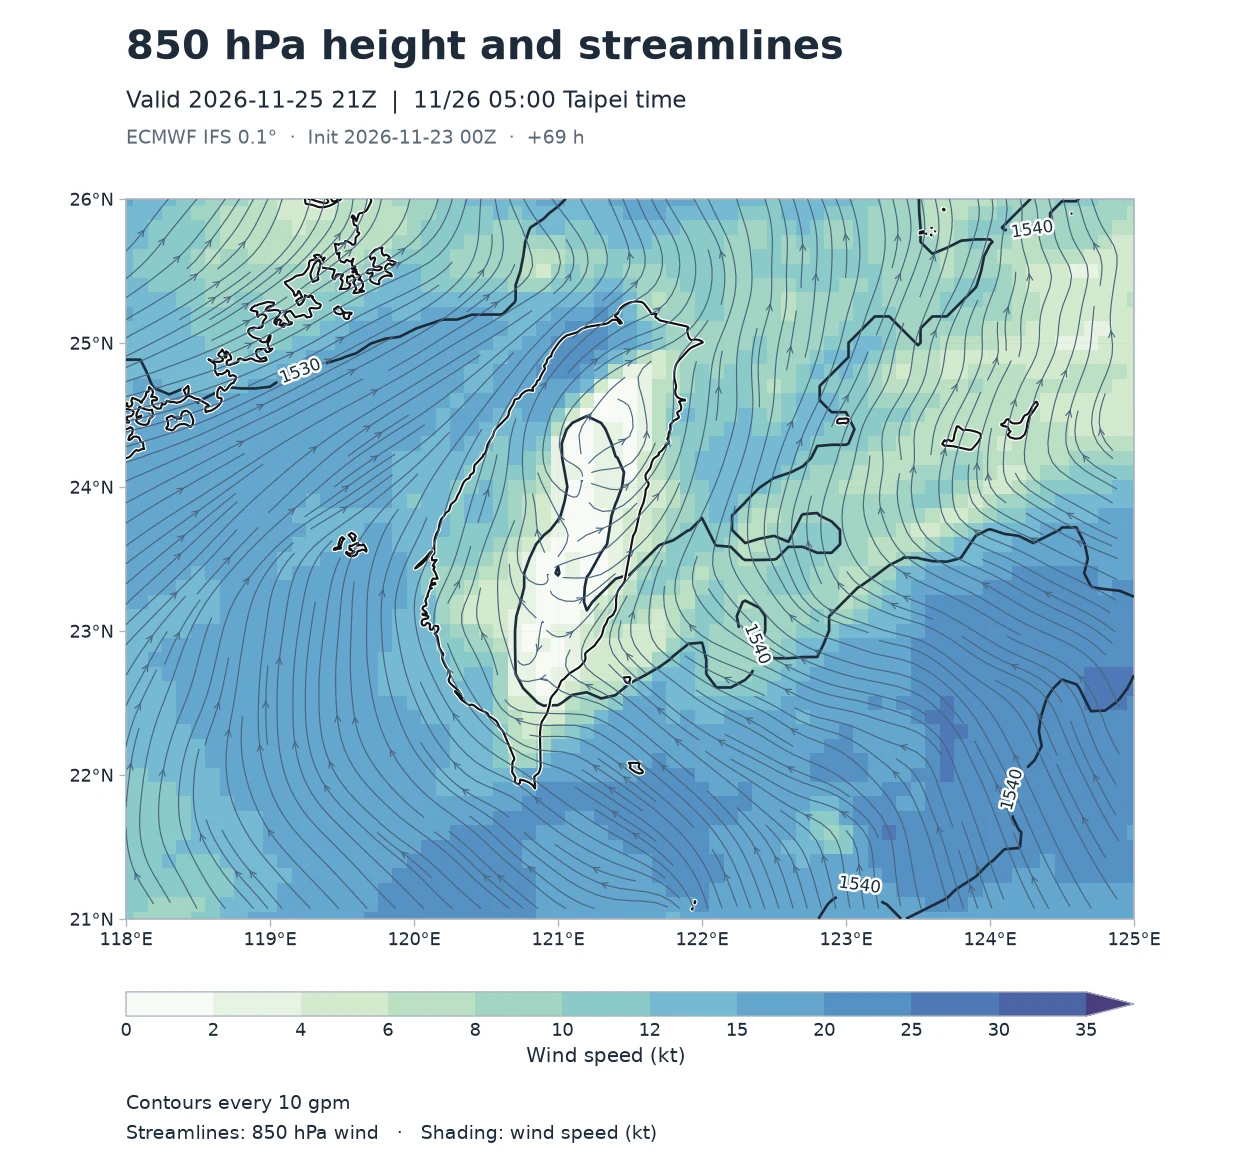 850 hPa height and streamlines
Valid 2026-11-25 21Z | 11/26 05:00 Taipei time
ECMWF IFS 0.1° · Init 2026-11-23 00Z · +69 h
26°N
25°N
24°N
23°N
22°N
21°N
1540
1530
1540
1540
1540
118°E 119°E 120°E 121°E 122°E 123°E 124°E 125°E
0 2 4 6 8 10 12 15 20 25 30 35
Wind speed (kt)
Contours every 10 gpm
Streamlines: 850 hPa wind · Shading: wind speed (kt)